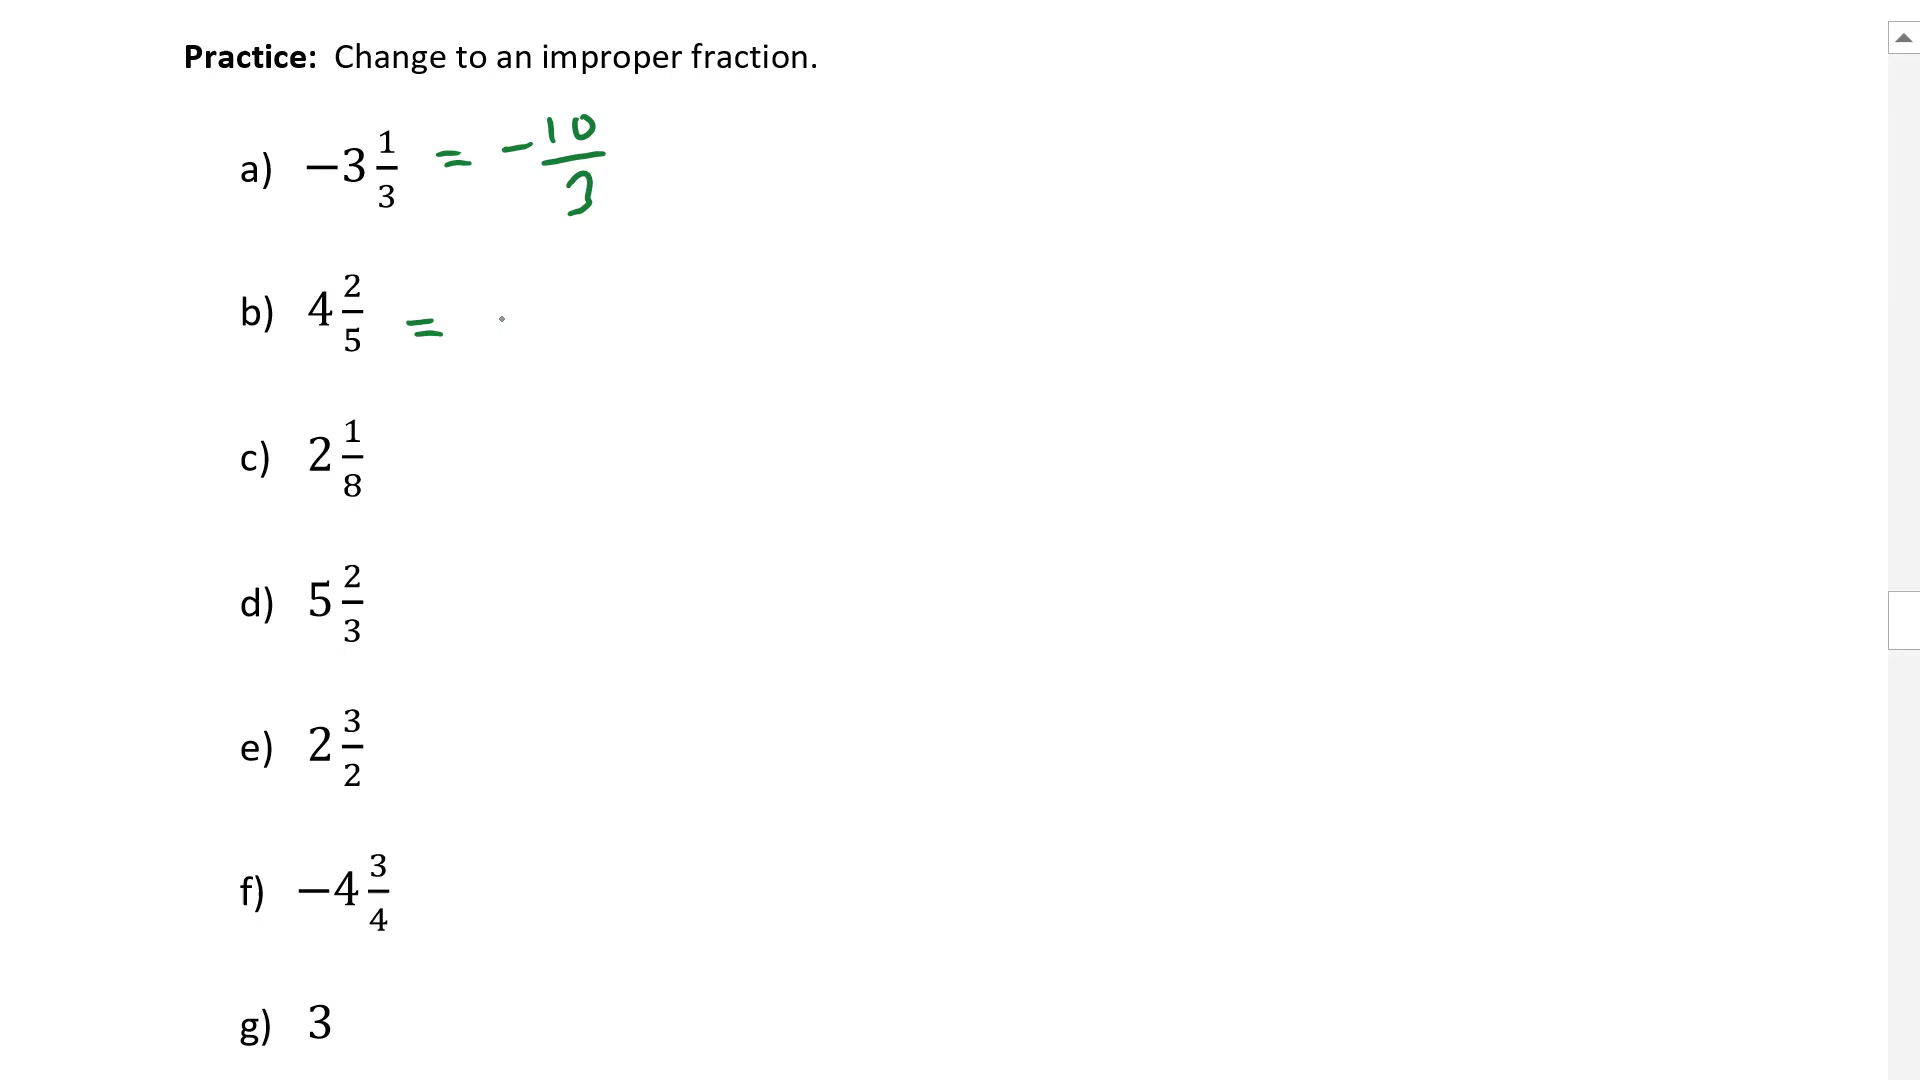 Practice: Change to an improper fraction.
a) −3 1/3 = - 10/3
b) 4 2/5 =
c) 2 1/8
d) 5 2/3
e) 2 3/2
f) −4 3/4
g) 3